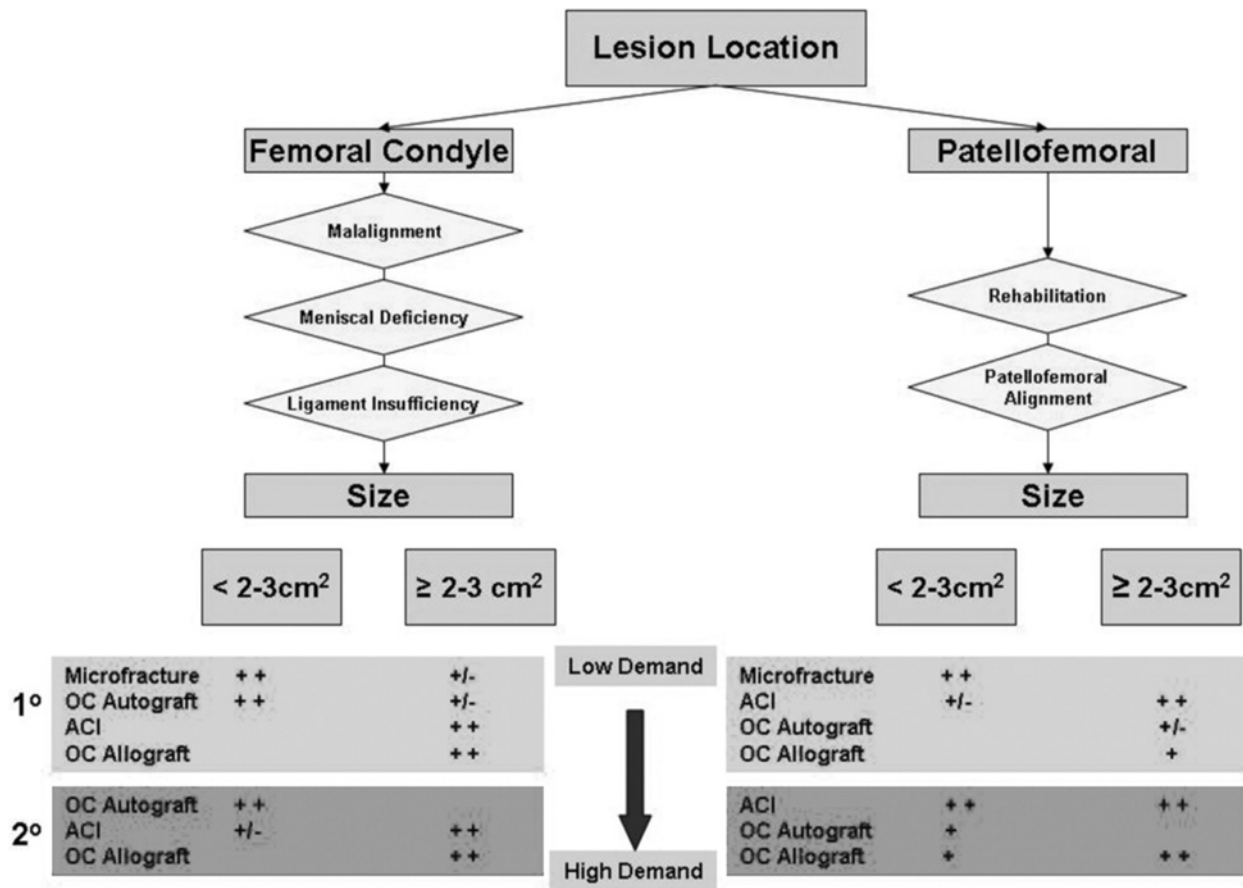 Lesion Location
Femoral Condyle
Malalignment
Meniscal Deficiency
Ligament Insufficiency
Size
< 2-3cm²
≥ 2-3 cm²
Patellofemoral
Rehabilitation
Patellofemoral
Alignment
Size
< 2-3cm²
≥ 2-3cm²
1º
Microfracture ++ +/-
OC Autograft ++ +/-
ACI ++
OC Allograft ++
2º
OC Autograft ++
ACI +/- ++
OC Allograft ++
Low Demand
High Demand
Microfracture ++
ACI +/- ++
OC Autograft +/-
OC Allograft +
ACI ++ ++
OC Autograft +
OC Allograft + ++